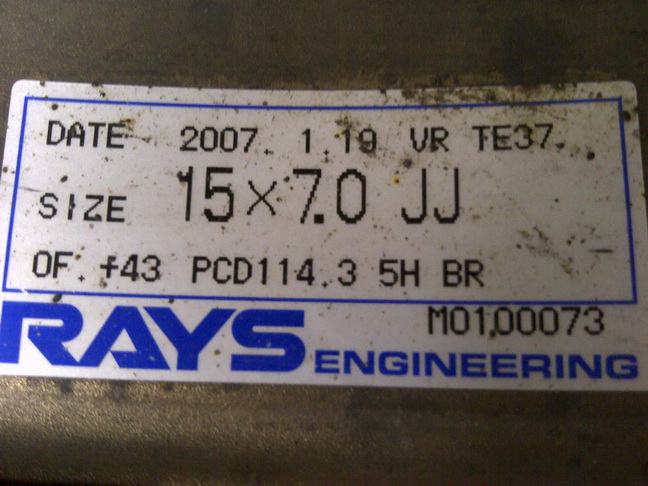 DATE 2007. 1.19 VR TE37.
SIZE 15×7.0 JJ
OF. +43 PCD114.3 5H BR
M01,00073
RAYS ENGINEERING